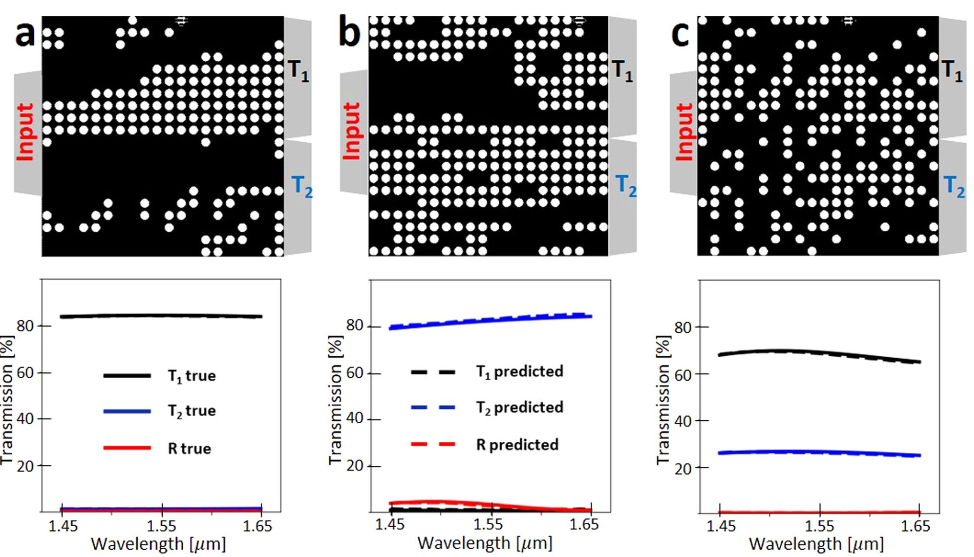 a
b
c
Input
T1
T2
Input
T1
T2
Input
T1
T2
Transmission [%]
80
60
40
20
T1 true
T2 true
R true
1.45
1.55
1.65
Wavelength [μm]
Transmission [%]
80
60
40
20
T1 predicted
T2 predicted
R predicted
1.45
1.55
1.65
Wavelength [μm]
Transmission [%]
80
60
40
20
1.45
1.55
1.65
Wavelength [μm]